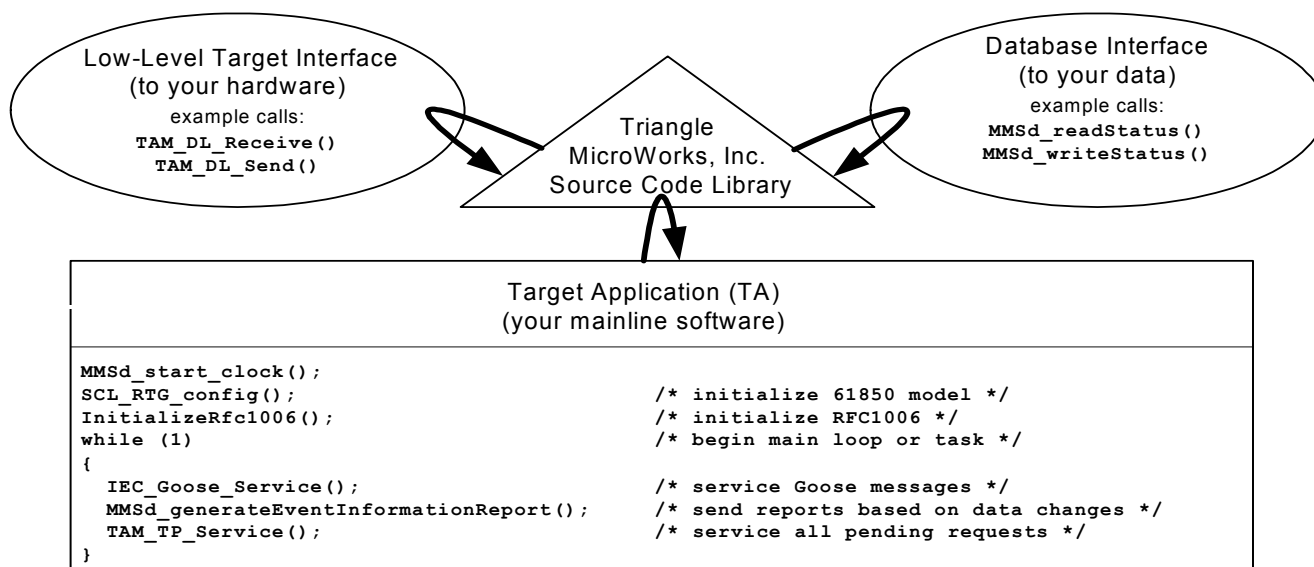 Low-Level Target Interface
(to your hardware)
example calls:
TAM_DL_Receive()
TAM_DL_Send()
Triangle
MicroWorks, Inc.
Source Code Library
Database Interface
(to your data)
example calls:
MMSd_readStatus()
MMSd_writeStatus()
Target Application (TA)
(your mainline software)
MMSd_start_clock();
SCL_RTG_config(); /* initialize 61850 model */
InitializeRfc1006(); /* initialize RFC1006 */
while (1) /* begin main loop or task */
{
IEC_Goose_Service(); /* service Goose messages */
MMSd_generateEventInformationReport(); /* send reports based on data changes */
TAM_TP_Service(); /* service all pending requests */
}